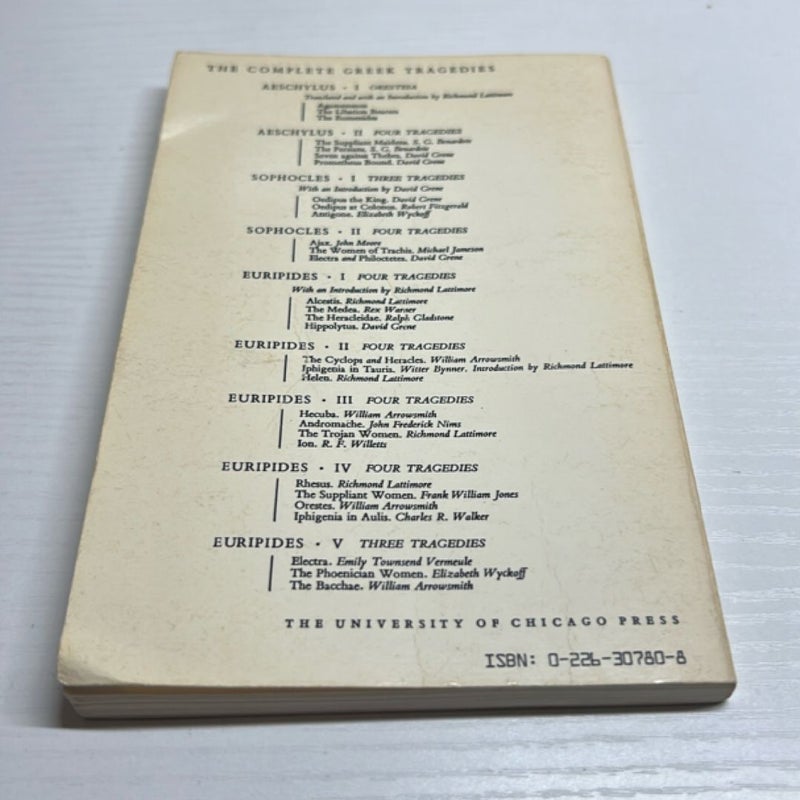 THE COMPLETE GREEK TRAGEDIES
AESCHYLUS · I ORESTEIA
Translated and with an Introduction by Richmond Lattimore
Agamemnon
The Libation Bearers
The Eumenides
AESCHYLUS · II FOUR TRAGEDIES
The Suppliant Maidens. S. G. Benardete
The Persians. S. G. Benardete
Seven against Thebes. David Grene
Prometheus Bound. David Grene
SOPHOCLES · I THREE TRAGEDIES
With an Introduction by David Grene
Oedipus the King. David Grene
Oedipus at Colonus. Robert Fitzgerald
Antigone. Elizabeth Wyckoff
SOPHOCLES · II FOUR TRAGEDIES
Ajax. John Moore
The Women of Trachis. Michael Jameson
Electra and Philoctetes. David Grene
EURIPIDES · I FOUR TRAGEDIES
With an Introduction by Richmond Lattimore
Alcestis. Richmond Lattimore
The Medea. Rex Warner
The Heracleidae. Ralph Gladstone
Hippolytus. David Grene
EURIPIDES · II FOUR TRAGEDIES
The Cyclops and Heracles. William Arrowsmith
Iphigenia in Tauris. Witter Bynner. Introduction by Richmond Lattimore
Helen. Richmond Lattimore
EURIPIDES · III FOUR TRAGEDIES
Hecuba. William Arrowsmith
Andromache. John Frederick Nims
The Trojan Women. Richmond Lattimore
Ion. R. F. Willetts
EURIPIDES · IV FOUR TRAGEDIES
Rhesus. Richmond Lattimore
The Suppliant Women. Frank William Jones
Orestes. William Arrowsmith
Iphigenia in Aulis. Charles R. Walker
EURIPIDES · V THREE TRAGEDIES
Electra. Emily Townsend Vermeule
The Phoenician Women. Elizabeth Wyckoff
The Bacchae. William Arrowsmith
THE UNIVERSITY OF CHICAGO PRESS
ISBN: 0-226-30780-8